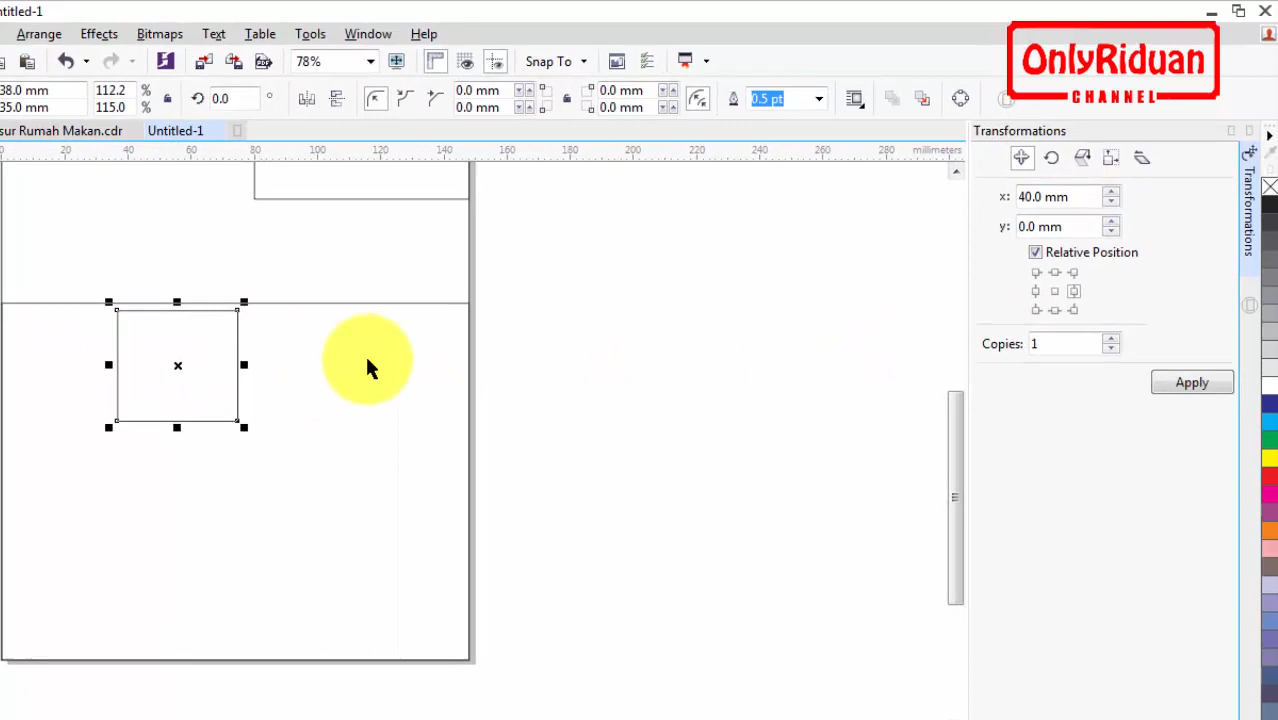 ntitled-1
Arrange Effects Bitmaps Text Table Tools Window Help
OnlyRiduan
CHANNEL
78% Snap To
38.0 mm 112.2 % 0.0 ° 0.0 mm 0.0 mm 0.5 pt
35.0 mm 115.0 % 0.0 mm 0.0 mm
sur Rumah Makan.cdr Untitled-1 Transformations
0 20 40 60 80 100 120 140 160 180 200 220 240 260 280 millimeters
Transformations
x: 40.0 mm
y: 0.0 mm
Relative Position
Copies: 1
Apply